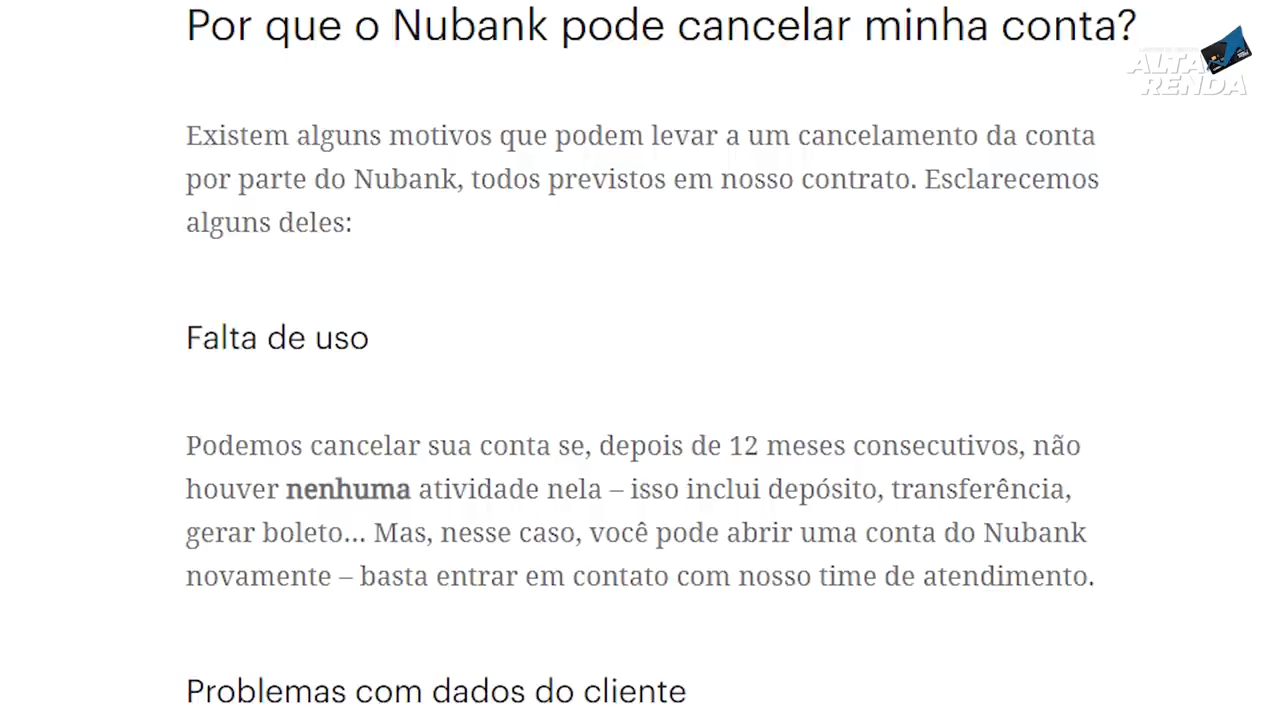 Por que o Nubank pode cancelar minha conta?
ALTA
RENDA
Existem alguns motivos que podem levar a um cancelamento da conta
por parte do Nubank, todos previstos em nosso contrato. Esclarecemos
alguns deles:
Falta de uso
Podemos cancelar sua conta se, depois de 12 meses consecutivos, não
houver nenhuma atividade nela – isso inclui depósito, transferência,
gerar boleto... Mas, nesse caso, você pode abrir uma conta do Nubank
novamente – basta entrar em contato com nosso time de atendimento.
Problemas com dados do cliente